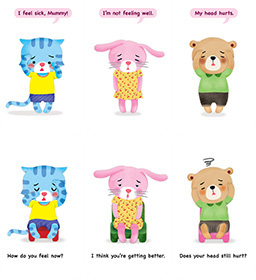 I feel sick, Mummy!
I'm not feeling well.
My head hurts.
How do you feel now?
I think you're getting better.
Does your head still hurt?